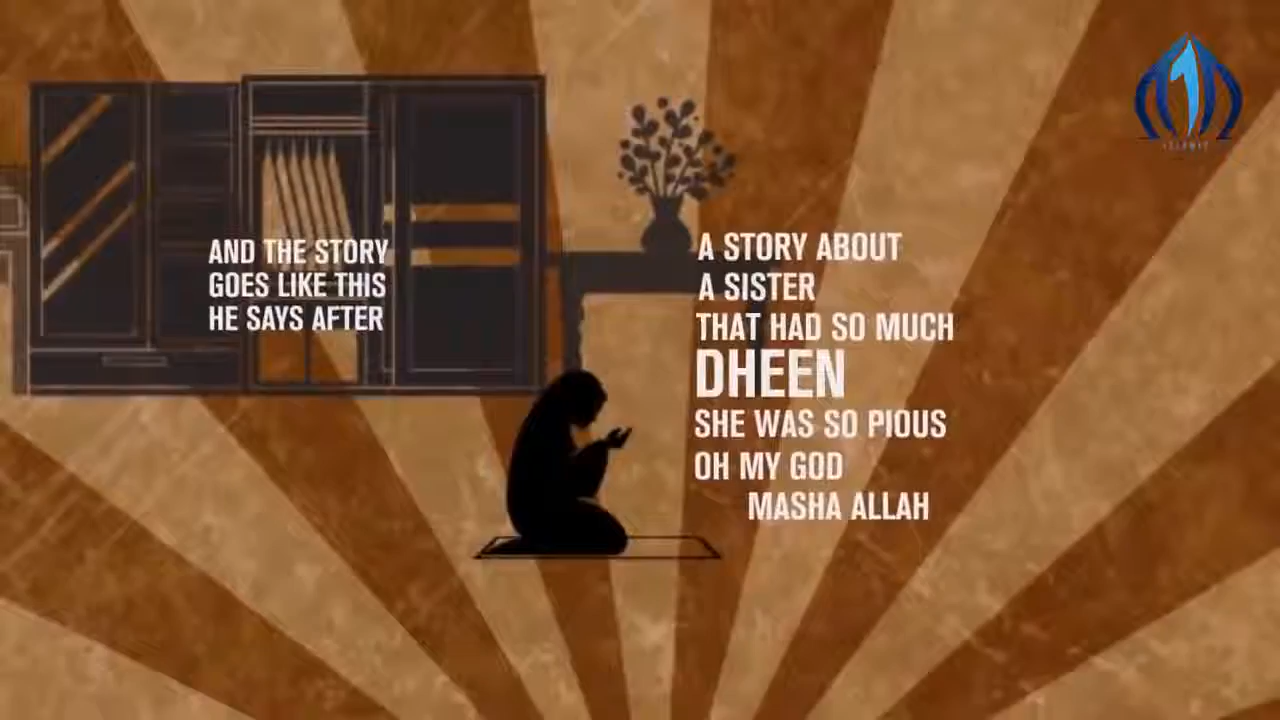 AND THE STORY
GOES LIKE THIS
HE SAYS AFTER
A STORY ABOUT
A SISTER
THAT HAD SO MUCH
DHEEN
SHE WAS SO PIOUS
OH MY GOD
MASHA ALLAH